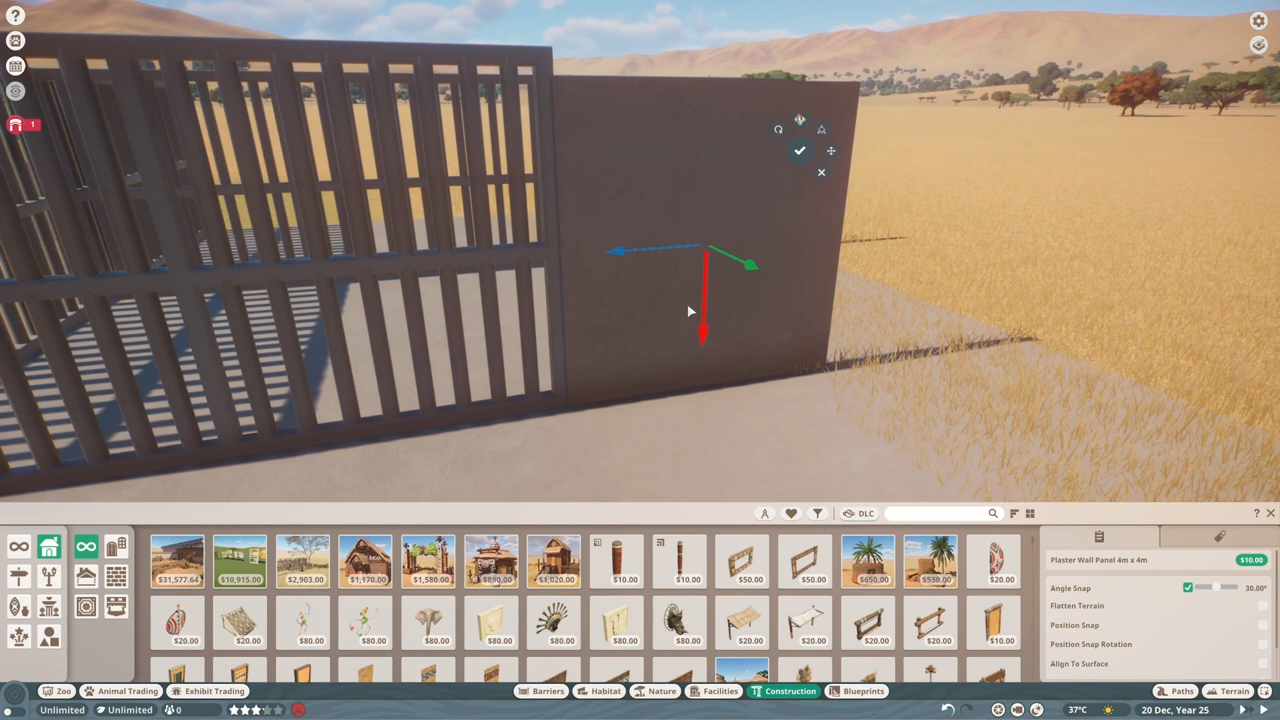 ?
1
DLC
? ×
$31,577.64 $10,915.00 $2,903.00 $1,170.00 $1,580.00 $890.00 $1,020.00 $10.00 $10.00 $50.00 $50.00 $650.00 $530.00 $20.00
$20.00 $20.00 $80.00 $80.00 $80.00 $80.00 $80.00 $80.00 $80.00 $20.00 $20.00 $20.00 $20.00 $10.00
Plaster Wall Panel 4m x 4m $10.00
Angle Snap 30.00°
Flatten Terrain
Position Snap
Position Snap Rotation
Align To Surface
Zoo Animal Trading Exhibit Trading Barriers Habitat Nature Facilities Construction Blueprints Paths Terrain
Unlimited Unlimited 0 37°C 20 Dec, Year 25